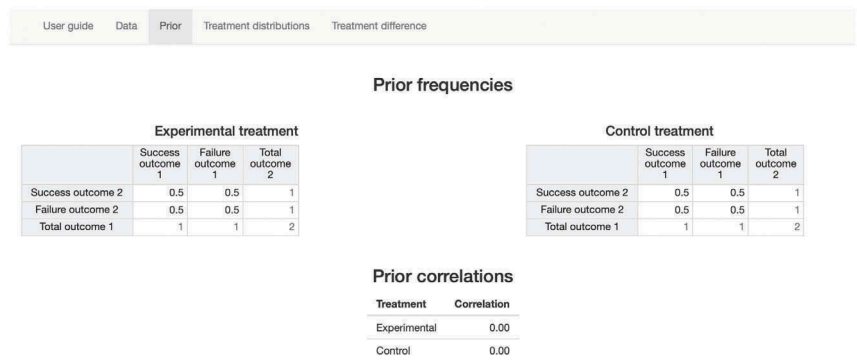 User guide Data Prior Treatment distributions Treatment difference
Prior frequencies
Experimental treatment
Success outcome 1 Failure outcome 1 Total outcome 2
Success outcome 2 0.5 0.5 1
Failure outcome 2 0.5 0.5 1
Total outcome 1 1 1 2
Control treatment
Success outcome 1 Failure outcome 1 Total outcome 2
Success outcome 2 0.5 0.5 1
Failure outcome 2 0.5 0.5 1
Total outcome 1 1 1 2
Prior correlations
Treatment Correlation
Experimental 0.00
Control 0.00